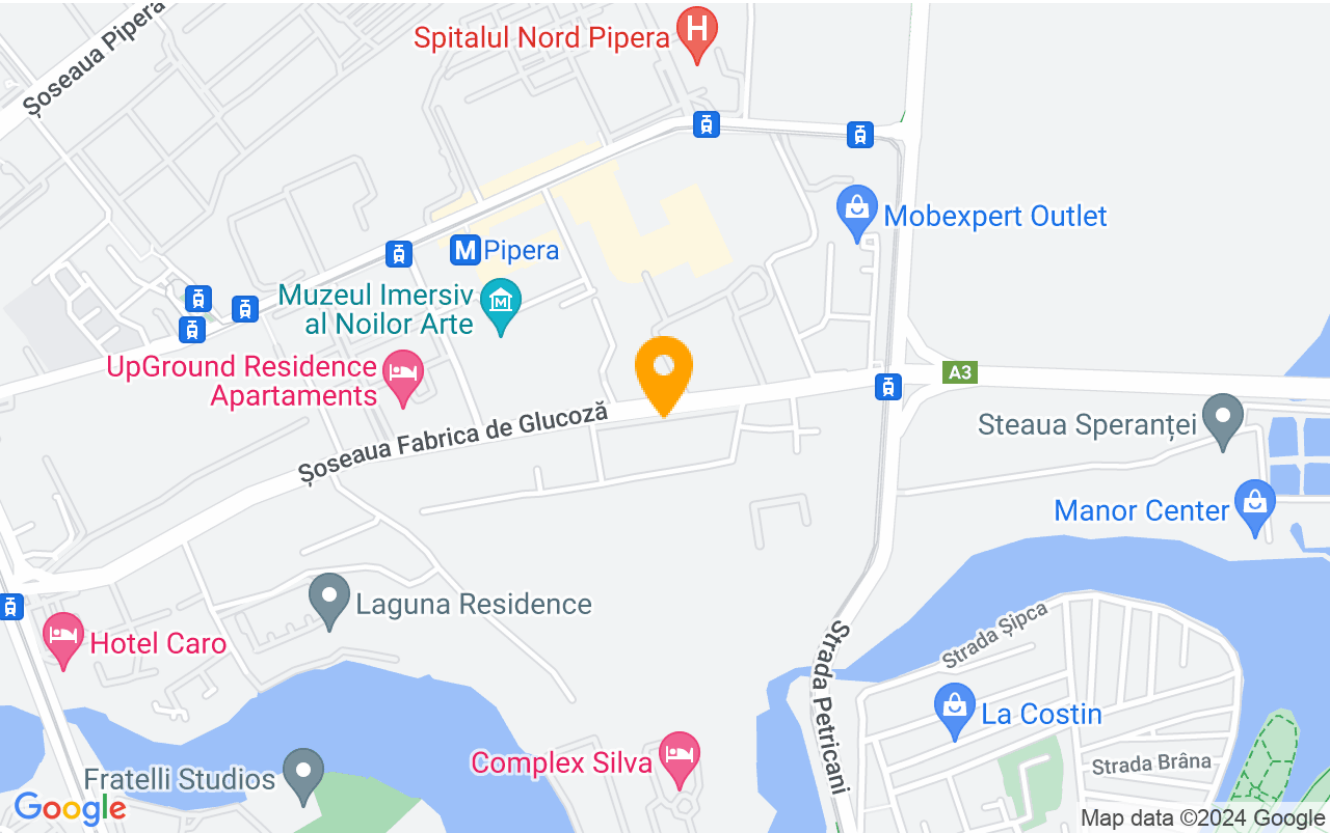 Șoseaua Pipera
Spitalul Nord Pipera
H
Mobexpert Outlet
M Pipera
Muzeul Imersiv
al Noilor Arte
M
UpGround Residence
Apartaments
A3
Șoseaua Fabrica de Glucoză
Steaua Speranței
Manor Center
Laguna Residence
Hotel Caro
Strada Șipca
Strada Petricani
La Costin
Complex Silva
Strada Brâna
Fratelli Studios
Google
Map data ©2024 Google